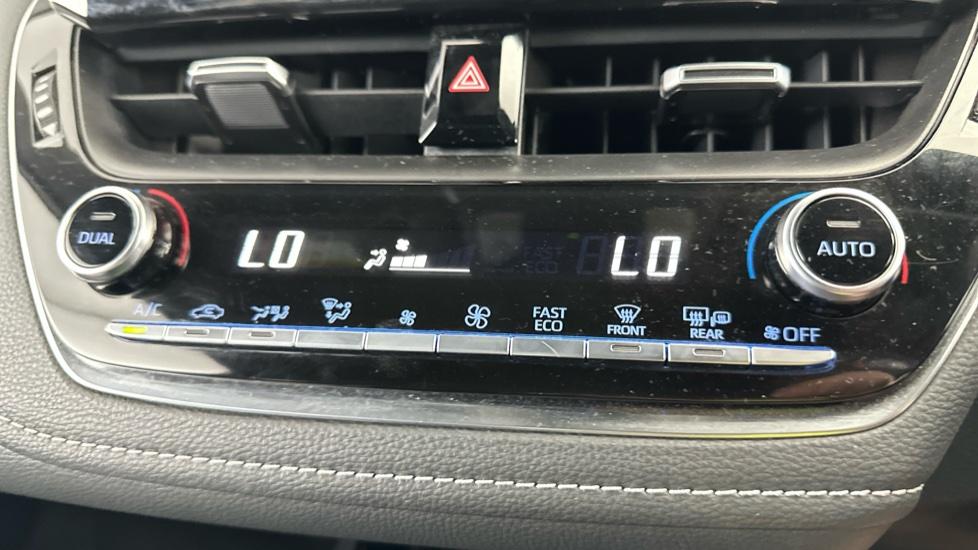 DUAL
LO
LO
AUTO
A/C
FAST
ECO
FRONT
REAR
OFF